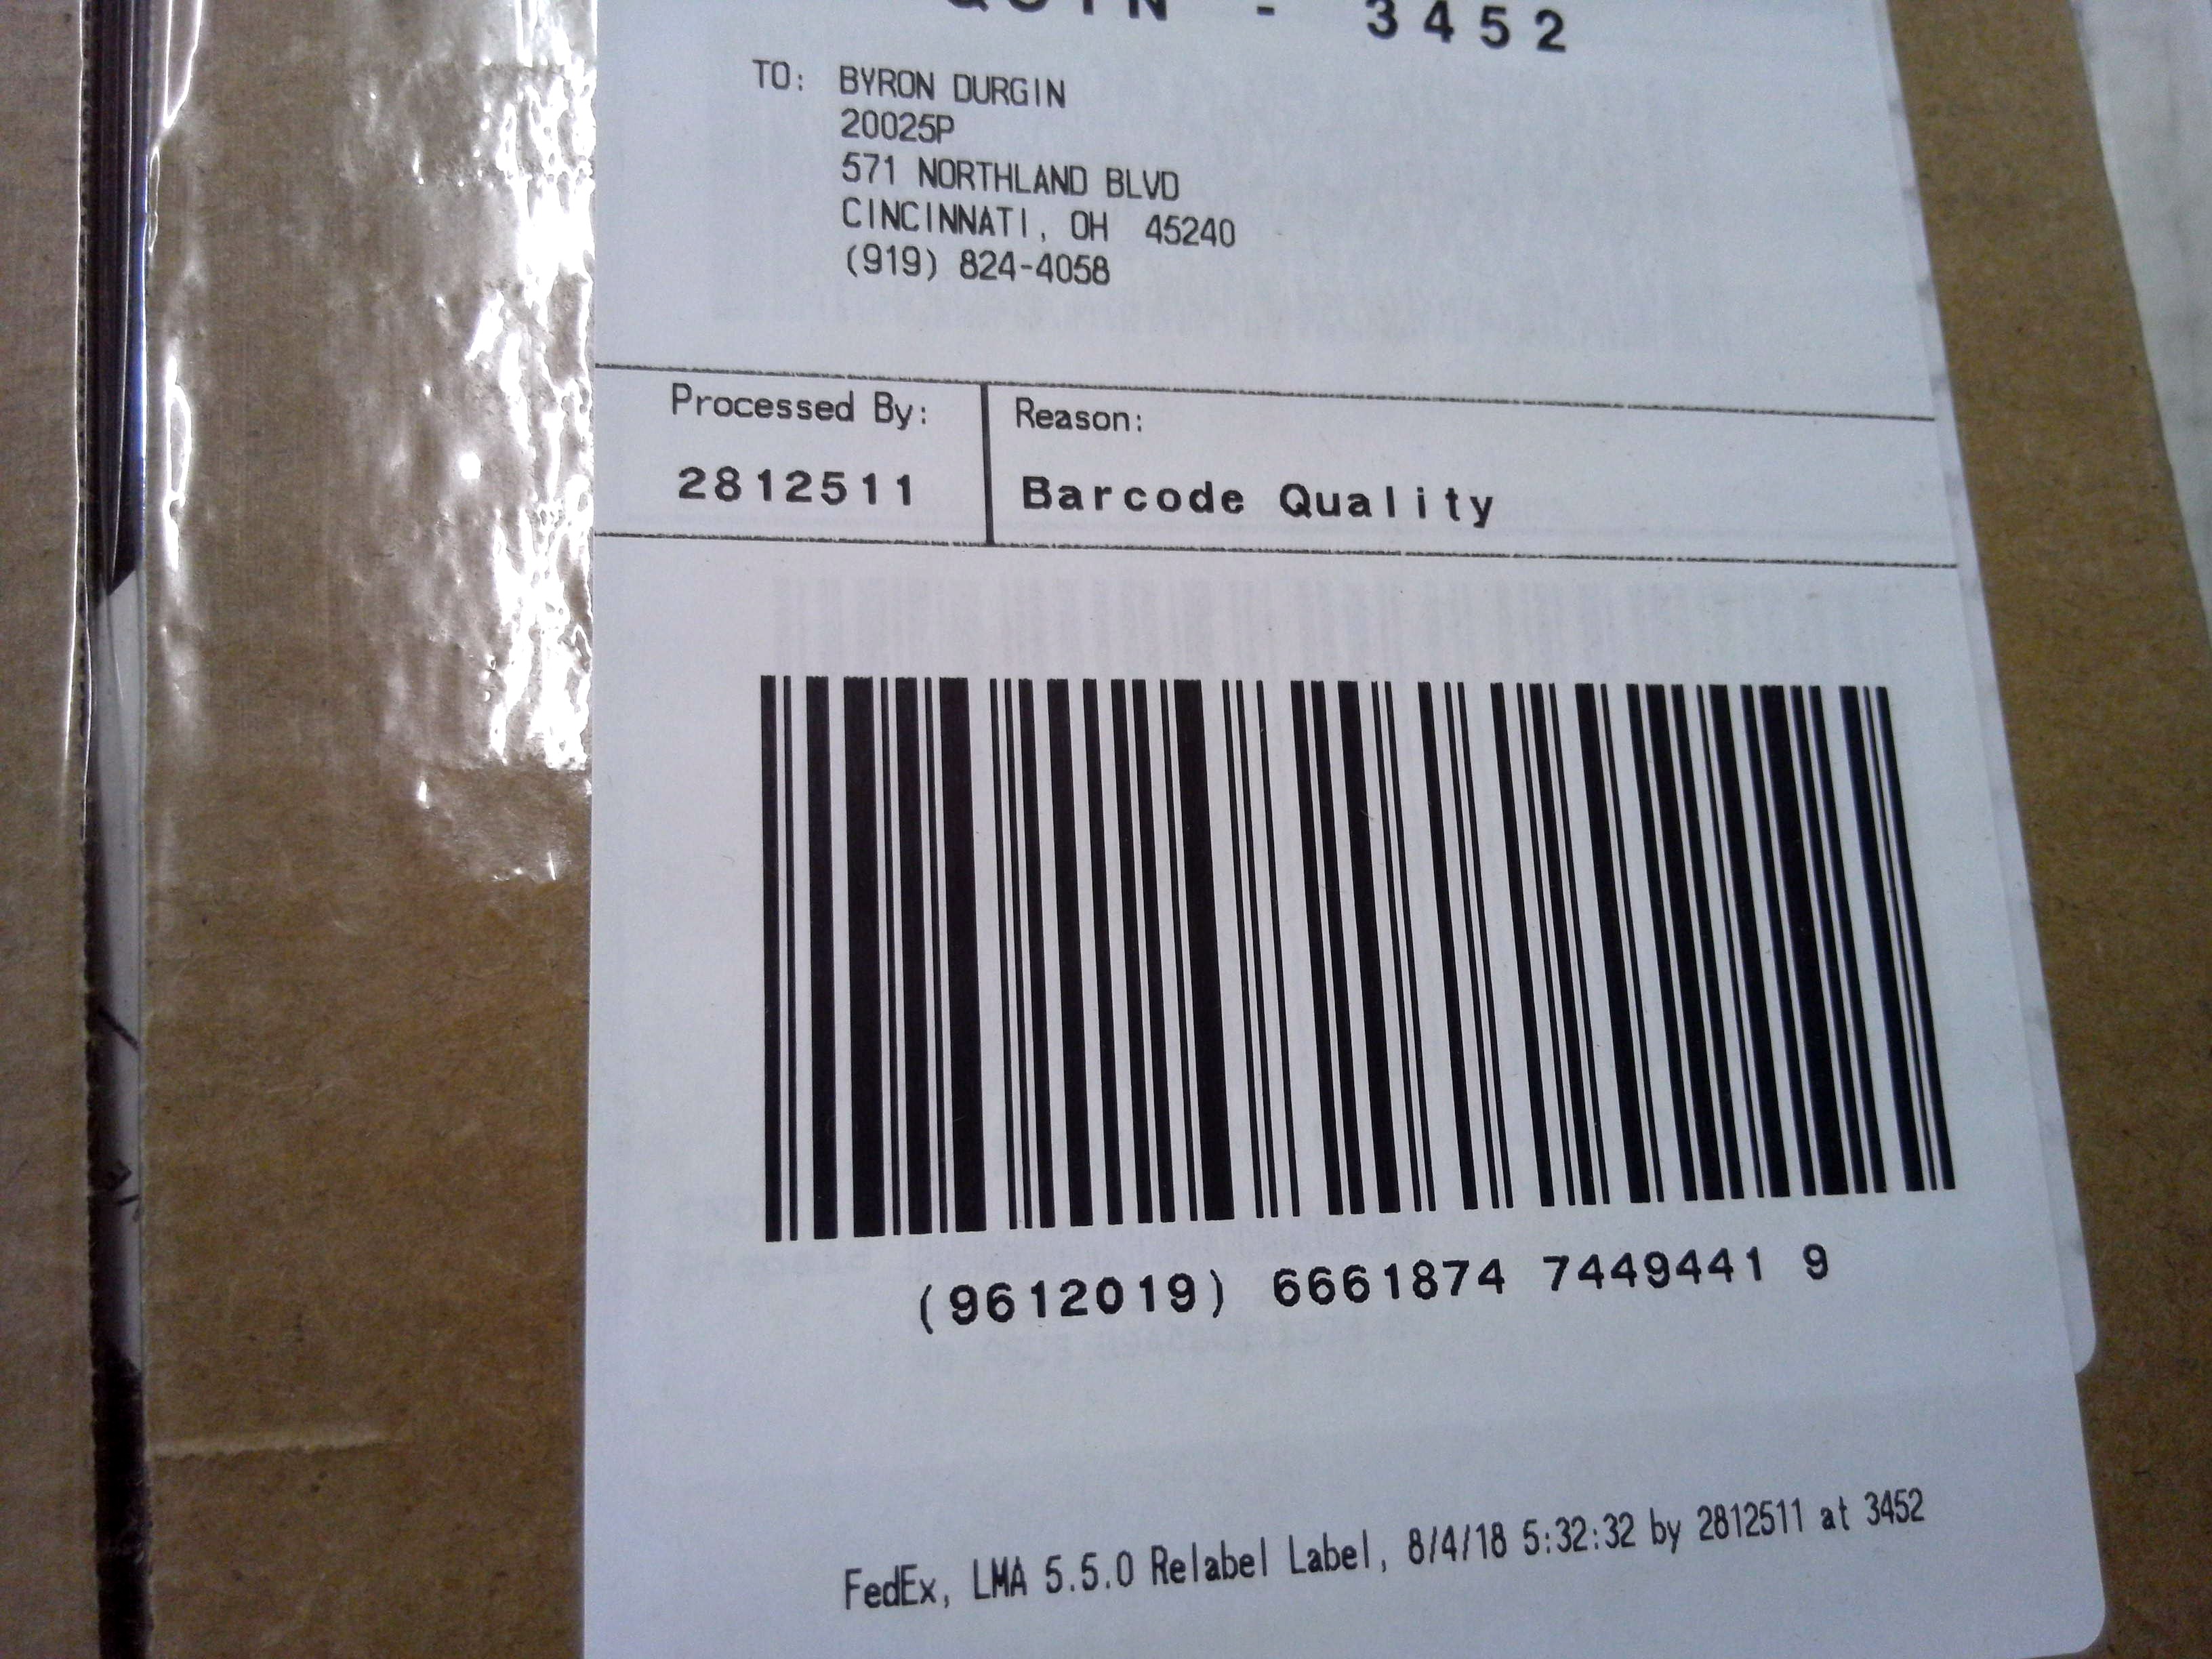 - 3452
TO: BYRON DURGIN
20025P
571 NORTHLAND BLVD
CINCINNATI, OH 45240
(919) 824-4058
Processed By:
2812511
Reason:
Barcode Quality
(9612019) 6661874 7449441 9
FedEx, LMA 5.5.0 Relabel Label, 8/4/18 5:32:32 by 2812511 at 3452